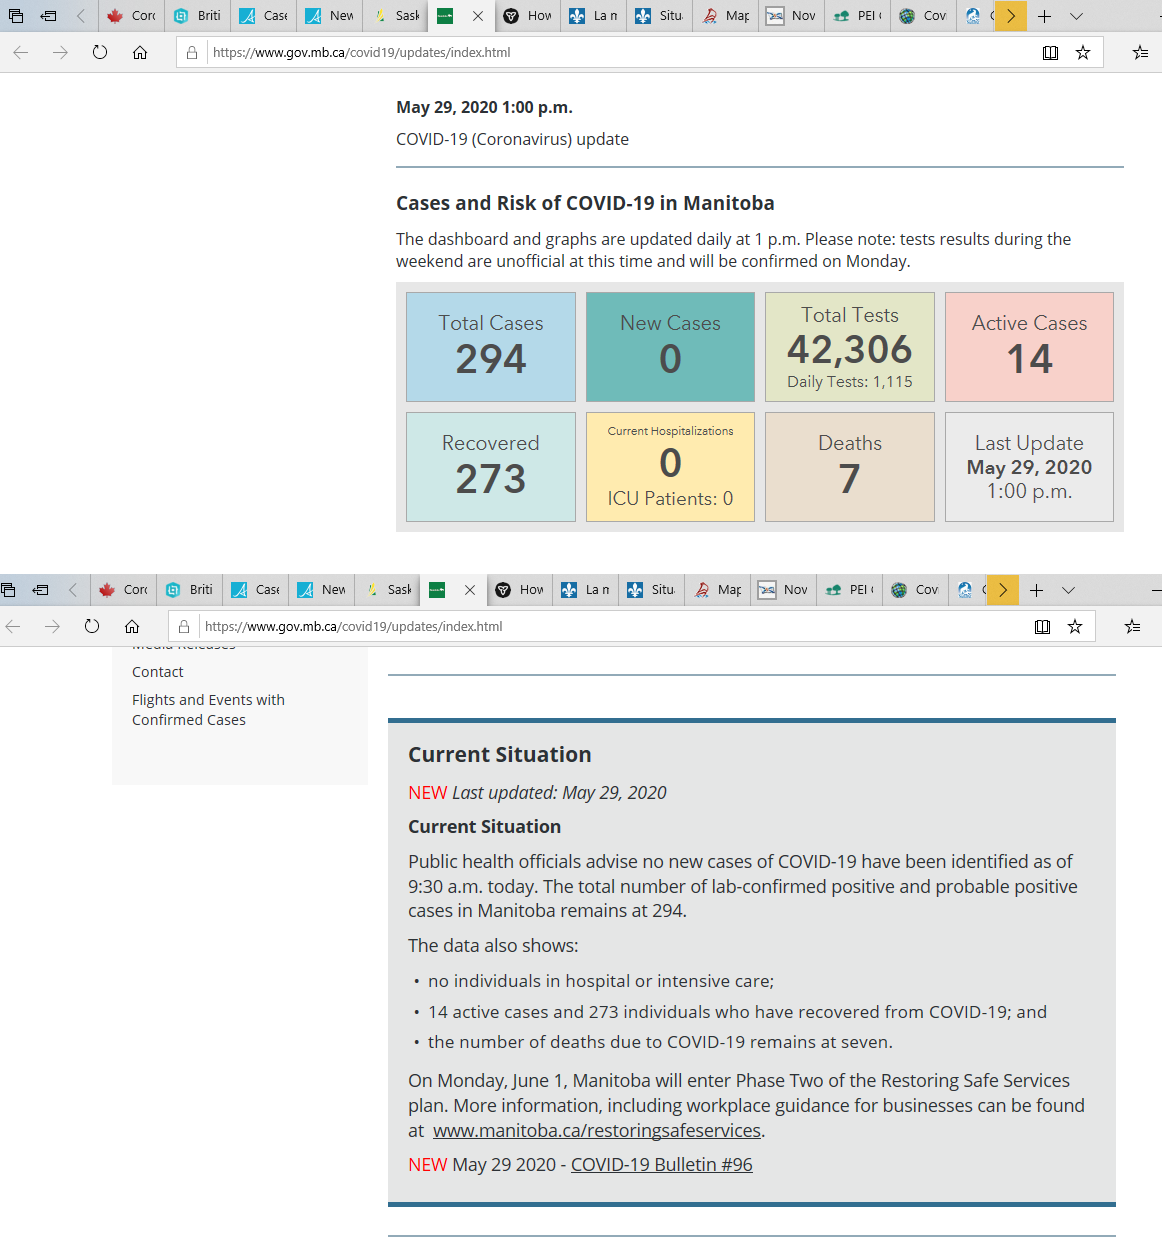 Corc
Briti
Case
New
Sask
How
La n
Situ
Map
Nov
PEI
Cov
https://www.gov.mb.ca/covid19/updates/index.html
May 29, 2020 1:00 p.m.
COVID-19 (Coronavirus) update
Cases and Risk of COVID-19 in Manitoba
The dashboard and graphs are updated daily at 1 p.m. Please note: tests results during the
weekend are unofficial at this time and will be confirmed on Monday.
Total Cases
294
New Cases
0
Total Tests
42,306
Daily Tests: 1,115
Active Cases
14
Recovered
273
Current Hospitalizations
0
ICU Patients: 0
Deaths
7
Last Update
May 29, 2020
1:00 p.m.
Corc
Briti
Case
New
Sask
How
La n
Situ
Map
Nov
PEI
Cov
https://www.gov.mb.ca/covid19/updates/index.html
Media Releases
Contact
Flights and Events with
Confirmed Cases
Current Situation
NEW Last updated: May 29, 2020
Current Situation
Public health officials advise no new cases of COVID-19 have been identified as of
9:30 a.m. today. The total number of lab-confirmed positive and probable positive
cases in Manitoba remains at 294.
The data also shows:
• no individuals in hospital or intensive care;
• 14 active cases and 273 individuals who have recovered from COVID-19; and
• the number of deaths due to COVID-19 remains at seven.
On Monday, June 1, Manitoba will enter Phase Two of the Restoring Safe Services
plan. More information, including workplace guidance for businesses can be found
at www.manitoba.ca/restoringsafeservices.
NEW May 29 2020 - COVID-19 Bulletin #96